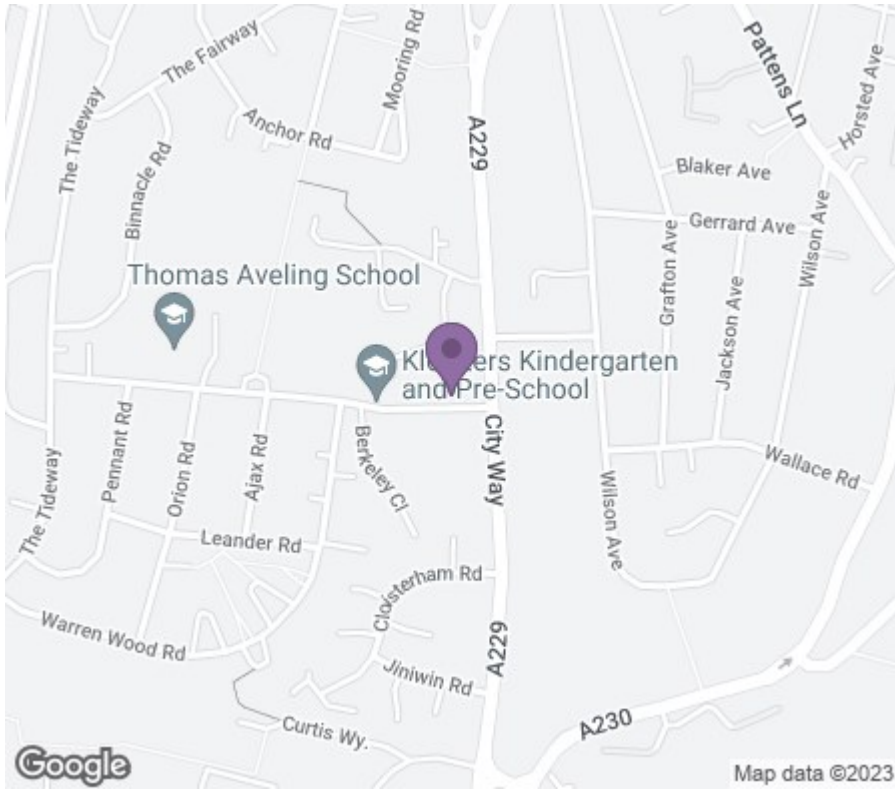 The Fairway
Mooring Rd
Pattens Ln
Horsted Ave
The Tideway
Anchor Rd
A229
Binnacle Rd
Blaker Ave
Gerrard Ave
Wilson Ave
Grafton Ave
Jackson Ave
Thomas Aveling School
Kindergarten
and Pre-School
Pennant Rd
Orion Rd
Ajax Rd
Berkeley Cl
City Way
Wallace Rd
The Tideway
Wilson Ave
Leander Rd
Cloisterham Rd
Warren Wood Rd
A229
Jiniwin Rd
Curtis Wy.
A230
Google
Map data ©2023